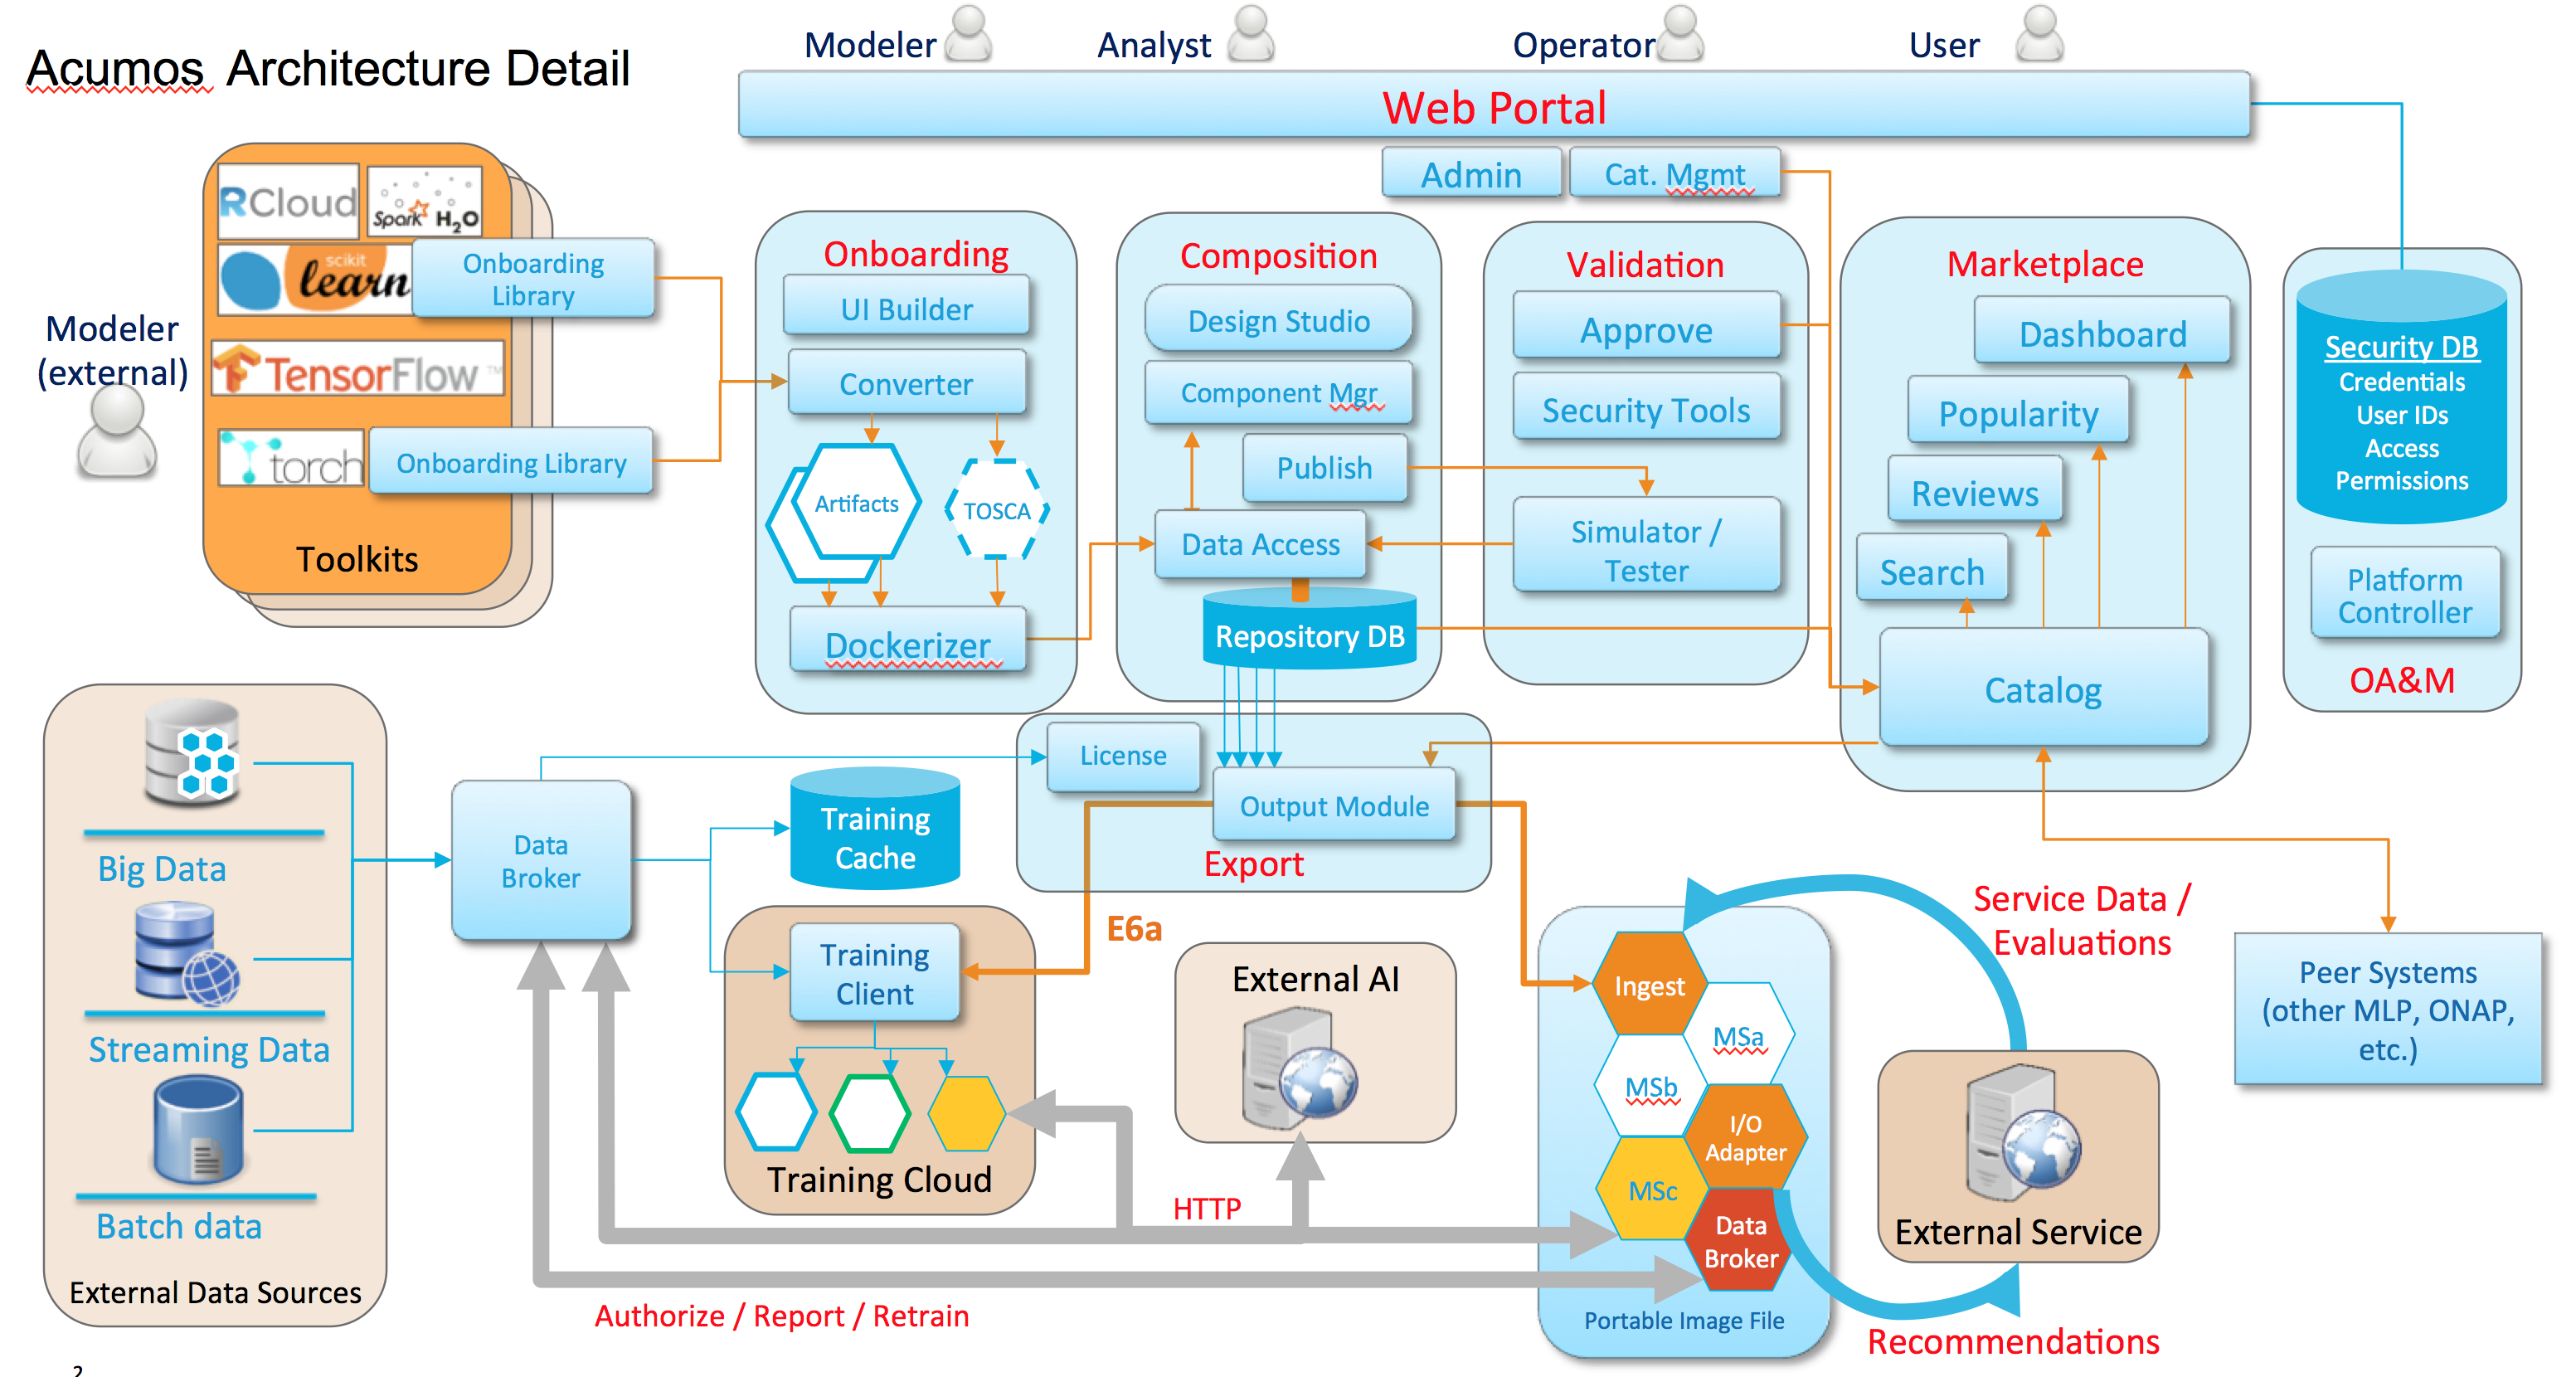 Acumos Architecture Detail
Modeler
Analyst
Operator
User
Web Portal
Admin
Cat. Mgmt
RCloud
Spark H2O
scikit
learn
Onboarding
Library
TensorFlow TM
torch
Onboarding Library
Toolkits
Modeler
(external)
Onboarding
UI Builder
Converter
Artifacts
TOSCA
Dockerizer
Composition
Design Studio
Component Mgr
Publish
Data Access
Repository DB
Validation
Approve
Security Tools
Simulator /
Tester
Marketplace
Dashboard
Popularity
Reviews
Search
Catalog
Security DB
Credentials
User IDs
Access
Permissions
Platform
Controller
OA&M
Big Data
Streaming Data
Batch data
External Data Sources
Data
Broker
Training
Cache
License
Output Module
Export
E6a
Training
Client
Training Cloud
External AI
HTTP
Authorize / Report / Retrain
Ingest
MSa
MSb
I/O
Adapter
MSc
Data
Broker
Portable Image File
Service Data /
Evaluations
External Service
Recommendations
Peer Systems
(other MLP, ONAP,
etc.)
2